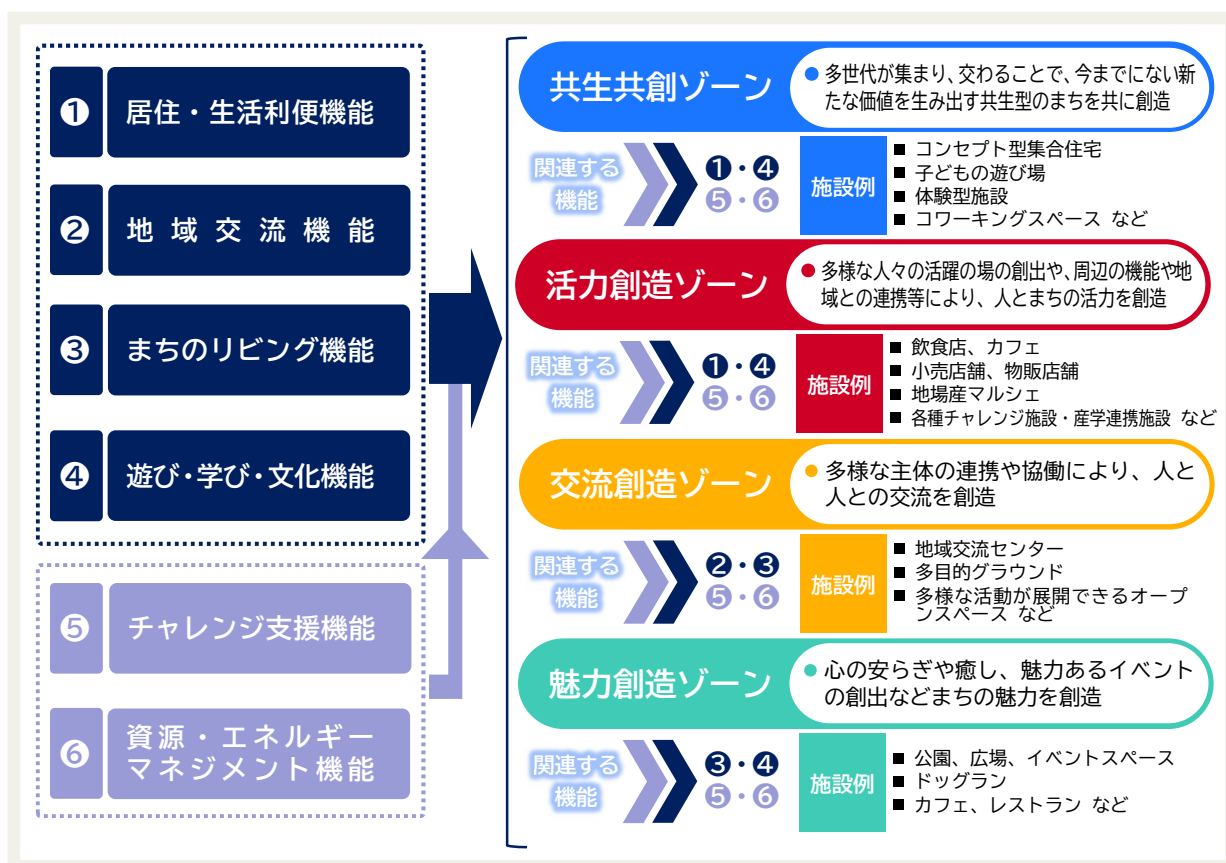 ❶ 居住・生活利便機能
❷ 地域交流機能
❸ まちのリビング機能
❹ 遊び・学び・文化機能
❺ チャレンジ支援機能
❻ 資源・エネルギー
マネジメント機能
共生共創ゾーン
●多世代が集まり、交わることで、今までにない新
たな価値を生み出す共生型のまちを共に創造
関連する
機能
❶・❹
❺・❻
施設例
■ コンセプト型集合住宅
■ 子どもの遊び場
■ 体験型施設
■ コワーキングスペース など
活力創造ゾーン
●多様な人々の活躍の場の創出や、周辺の機能や地
域との連携等により、人とまちの活力を創造
関連する
機能
❶・❹
❺・❻
施設例
■ 飲食店、カフェ
■ 小売店舗、物販店舗
■ 地場産マルシェ
■ 各種チャレンジ施設・産学連携施設 など
交流創造ゾーン
●多様な主体の連携や協働により、人と
人との交流を創造
関連する
機能
❷・❸
❺・❻
施設例
■ 地域交流センター
■ 多目的グラウンド
■ 多様な活動が展開できるオープ
ンスペース など
魅力創造ゾーン
●心の安らぎや癒し、魅力あるイベント
の創出などまちの魅力を創造
関連する
機能
❸・❹
❺・❻
施設例
■ 公園、広場、イベントスペース
■ ドッグラン
■ カフェ、レストラン など